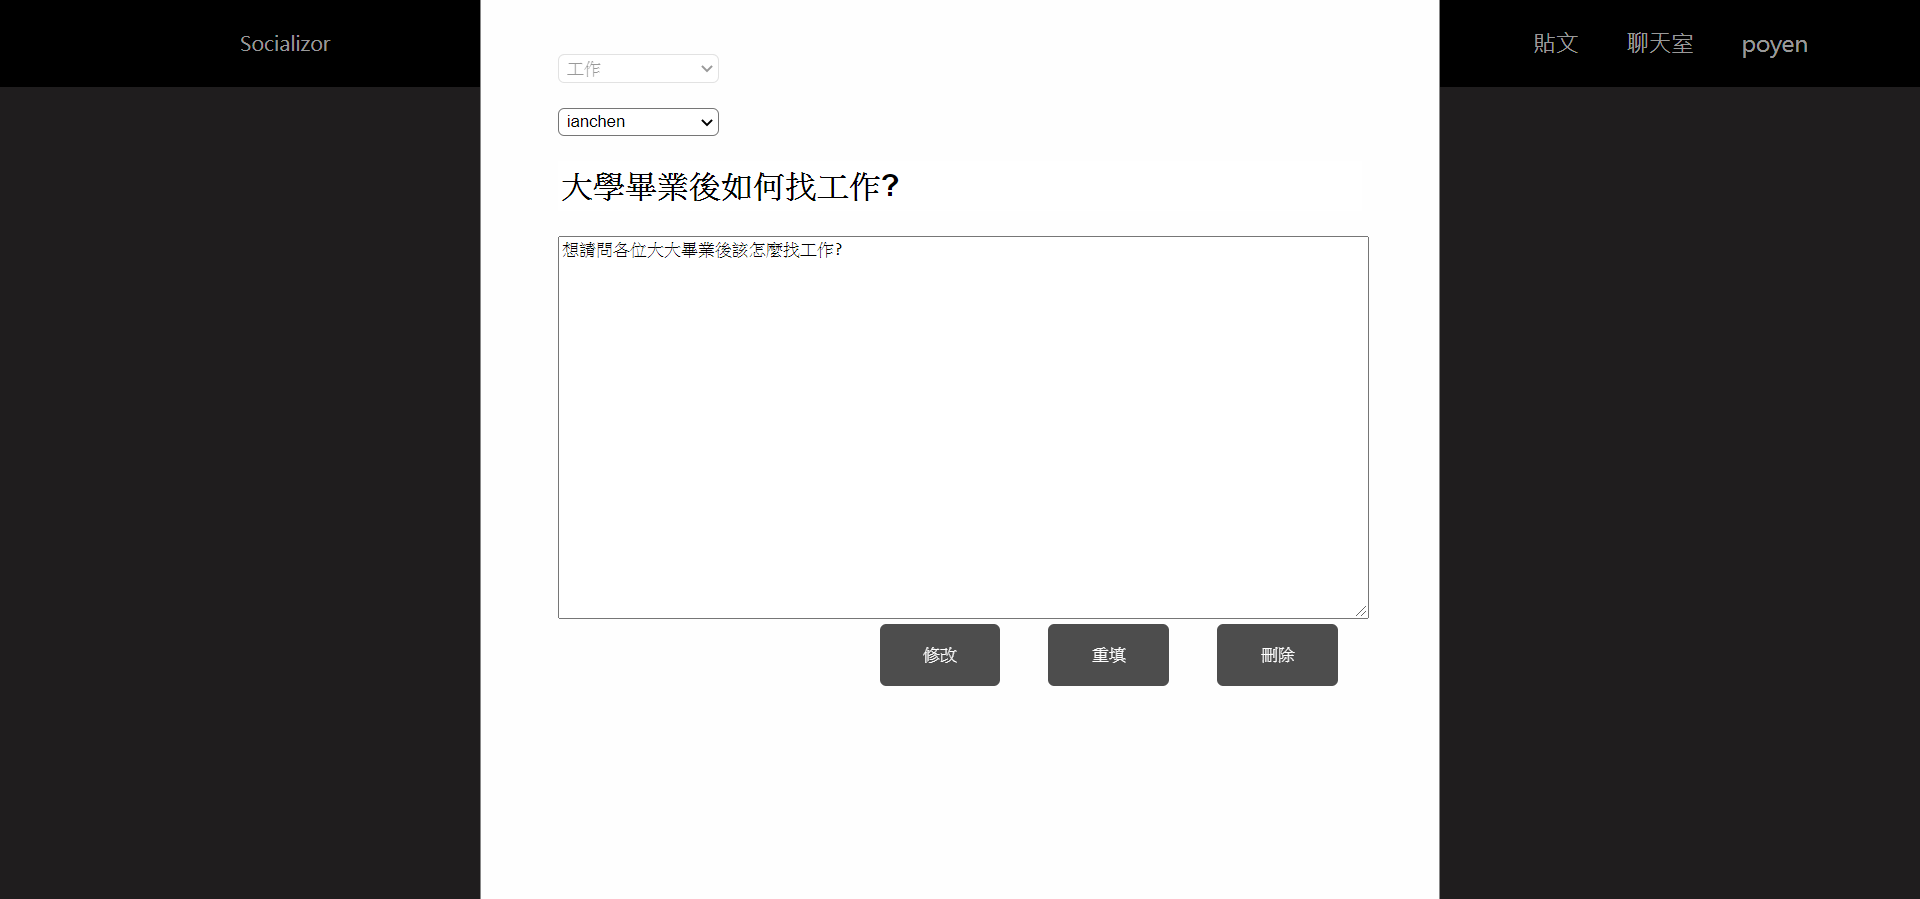 Socializor
貼文 聊天室 poyen
工作
ianchen
大學畢業後如何找工作?
想請問各位大大畢業後該怎麼找工作?
修改 重填 刪除